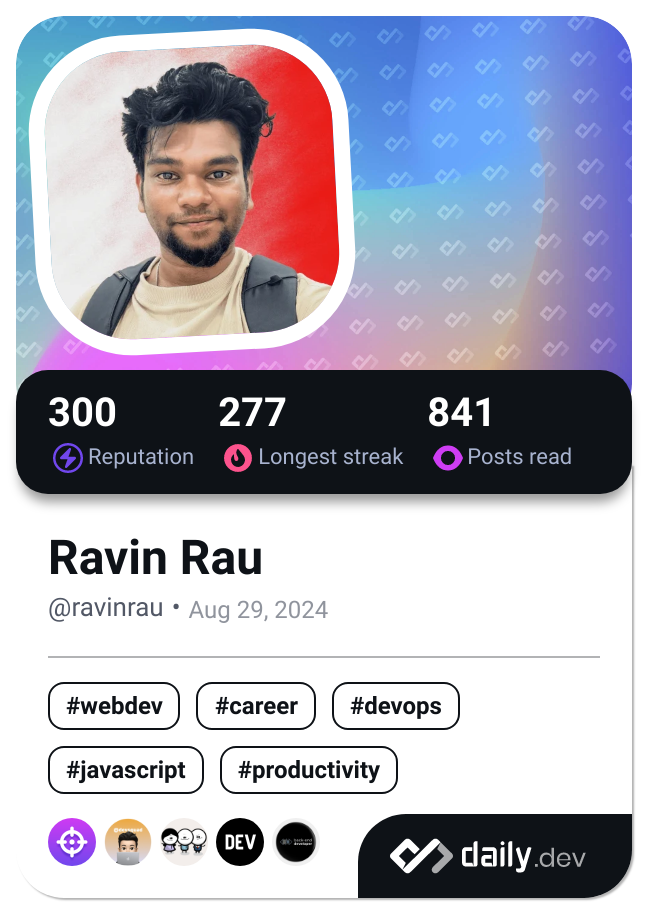 300 277 841
Reputation Longest streak Posts read
Ravin Rau
@ravinrau • Aug 29, 2024
#webdev #career #devops
#javascript #productivity
DEV
daily.dev